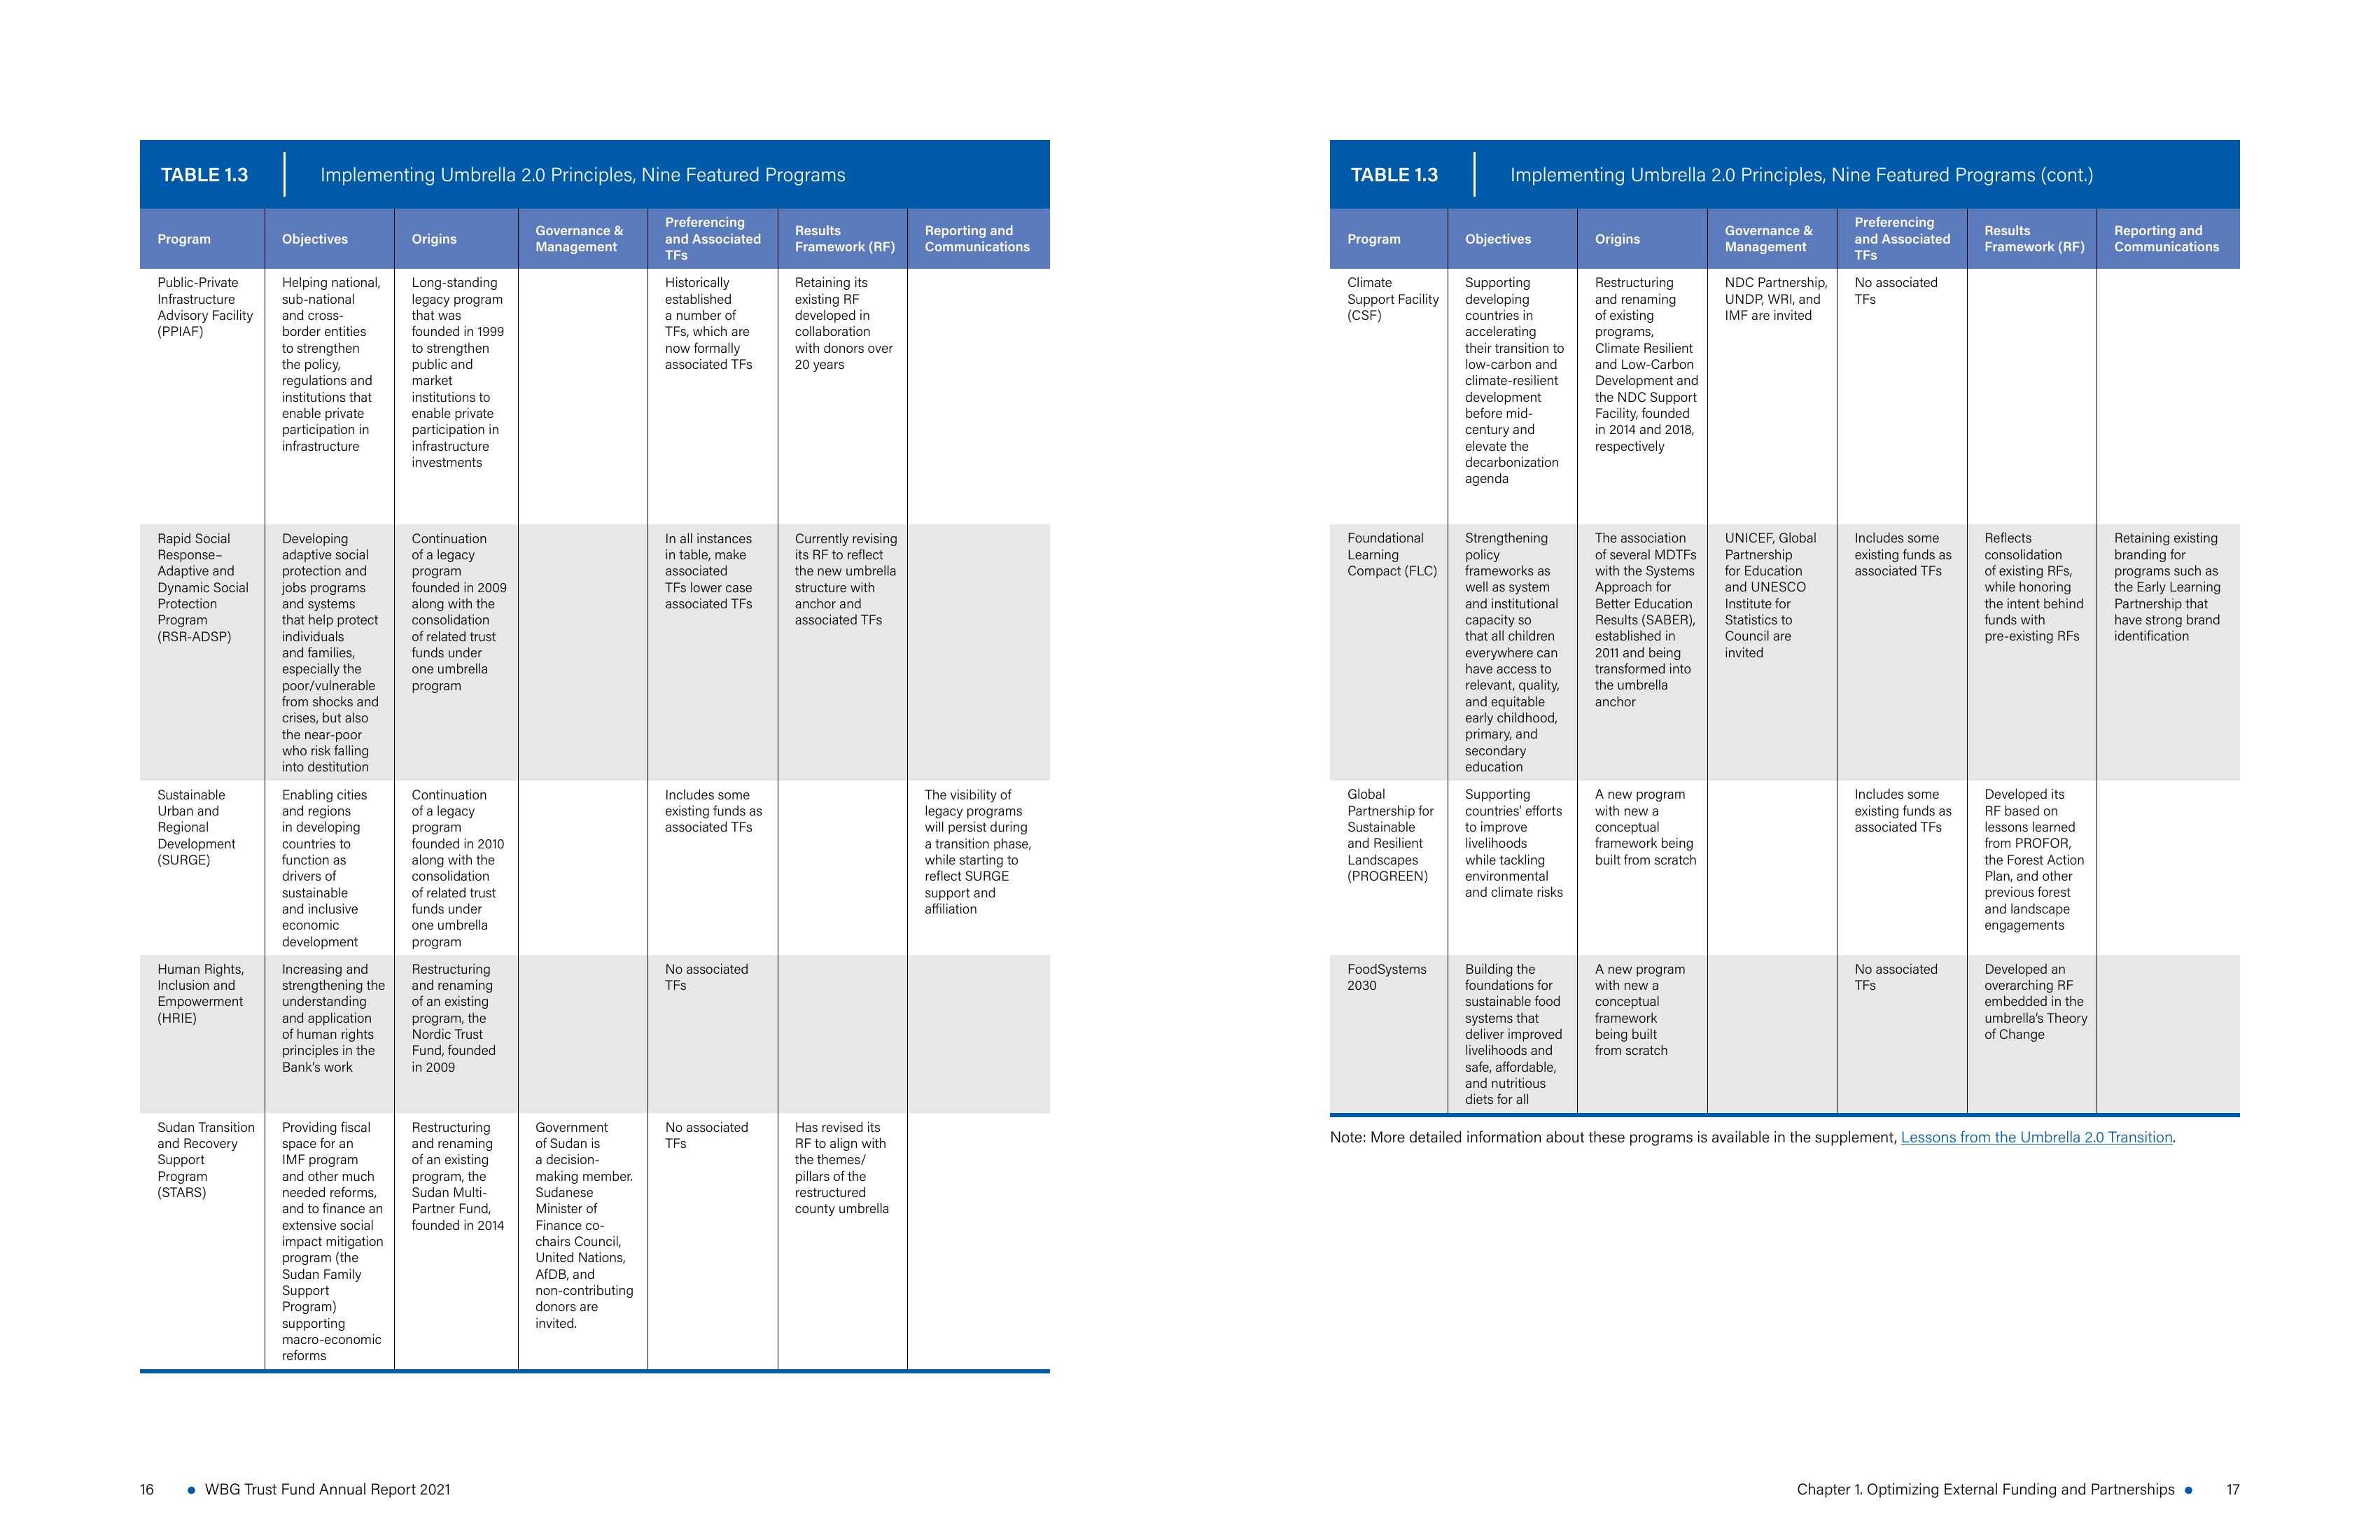 TABLE 1.3
Implementing Umbrella 2.0 Principles, Nine Featured Programs
Program
Objectives
Origins
Governance &
Management
Preferencing
and Associated
TFs
Results
Framework (RF)
Reporting and
Communications
Public-Private
Infrastructure
Advisory Facility
(PPIAF)
Helping national,
sub-national
and cross-
border entities
to strengthen
the policy,
regulations and
institutions that
enable private
participation in
infrastructure
Long-standing
legacy program
that was
founded in 1999
to strengthen
public and
market
institutions to
enable private
participation in
infrastructure
investments
Historically
established
a number of
TFs, which are
now formally
associated TFs
Retaining its
existing RF
developed in
collaboration
with donors over
20 years
Rapid Social
Response–
Adaptive and
Dynamic Social
Protection
Program
(RSR-ADSP)
Developing
adaptive social
protection and
jobs programs
and systems
that help protect
individuals
and families,
especially the
poor/vulnerable
from shocks and
crises, but also
the near-poor
who risk falling
into destitution
Continuation
of a legacy
program
founded in 2009
along with the
consolidation
of related trust
funds under
one umbrella
program
In all instances
in table, make
associated
TFs lower case
associated TFs
Currently revising
its RF to reflect
the new umbrella
structure with
anchor and
associated TFs
Sustainable
Urban and
Regional
Development
(SURGE)
Enabling cities
and regions
in developing
countries to
function as
drivers of
sustainable
and inclusive
economic
development
Continuation
of a legacy
program
founded in 2010
along with the
consolidation
of related trust
funds under
one umbrella
program
Includes some
existing funds as
associated TFs
The visibility of
legacy programs
will persist during
a transition phase,
while starting to
reflect SURGE
support and
affiliation
Human Rights,
Inclusion and
Empowerment
(HRIE)
Increasing and
strengthening the
understanding
and application
of human rights
principles in the
Bank's work
Restructuring
and renaming
of an existing
program, the
Nordic Trust
Fund, founded
in 2009
No associated
TFs
Sudan Transition
and Recovery
Support
Program
(STARS)
Providing fiscal
space for an
IMF program
and other much
needed reforms,
and to finance an
extensive social
impact mitigation
program (the
Sudan Family
Support
Program)
supporting
macro-economic
reforms
Restructuring
and renaming
of an existing
program, the
Sudan Multi-
Partner Fund,
founded in 2014
Government
of Sudan is
a decision-
making member.
Sudanese
Minister of
Finance co-
chairs Council,
United Nations,
AfDB, and
non-contributing
donors are
invited.
No associated
TFs
Has revised its
RF to align with
the themes/
pillars of the
restructured
county umbrella
16 • WBG Trust Fund Annual Report 2021
TABLE 1.3
Implementing Umbrella 2.0 Principles, Nine Featured Programs (cont.)
Program
Objectives
Origins
Governance &
Management
Preferencing
and Associated
TFs
Results
Framework (RF)
Reporting and
Communications
Climate
Support Facility
(CSF)
Supporting
developing
countries in
accelerating
their transition to
low-carbon and
climate-resilient
development
before mid-
century and
elevate the
decarbonization
agenda
Restructuring
and renaming
of existing
programs,
Climate Resilient
and Low-Carbon
Development and
the NDC Support
Facility, founded
in 2014 and 2018,
respectively
NDC Partnership,
UNDP, WRI, and
IMF are invited
No associated
TFs
Foundational
Learning
Compact (FLC)
Strengthening
policy
frameworks as
well as system
and institutional
capacity so
that all children
everywhere can
have access to
relevant, quality,
and equitable
early childhood,
primary, and
secondary
education
The association
of several MDTFs
with the Systems
Approach for
Better Education
Results (SABER),
established in
2011 and being
transformed into
the umbrella
anchor
UNICEF, Global
Partnership
for Education
and UNESCO
Institute for
Statistics to
Council are
invited
Includes some
existing funds as
associated TFs
Reflects
consolidation
of existing RFs,
while honoring
the intent behind
funds with
pre-existing RFs
Retaining existing
branding for
programs such as
the Early Learning
Partnership that
have strong brand
identification
Global
Partnership for
Sustainable
and Resilient
Landscapes
(PROGREEN)
Supporting
countries' efforts
to improve
livelihoods
while tackling
environmental
and climate risks
A new program
with new a
conceptual
framework being
built from scratch
Includes some
existing funds as
associated TFs
Developed its
RF based on
lessons learned
from PROFOR,
the Forest Action
Plan, and other
previous forest
and landscape
engagements
FoodSystems
2030
Building the
foundations for
sustainable food
systems that
deliver improved
livelihoods and
safe, affordable,
and nutritious
diets for all
A new program
with new a
conceptual
framework
being built
from scratch
No associated
TFs
Developed an
overarching RF
embedded in the
umbrella's Theory
of Change
Note: More detailed information about these programs is available in the supplement, Lessons from the Umbrella 2.0 Transition.
Chapter 1. Optimizing External Funding and Partnerships • 17